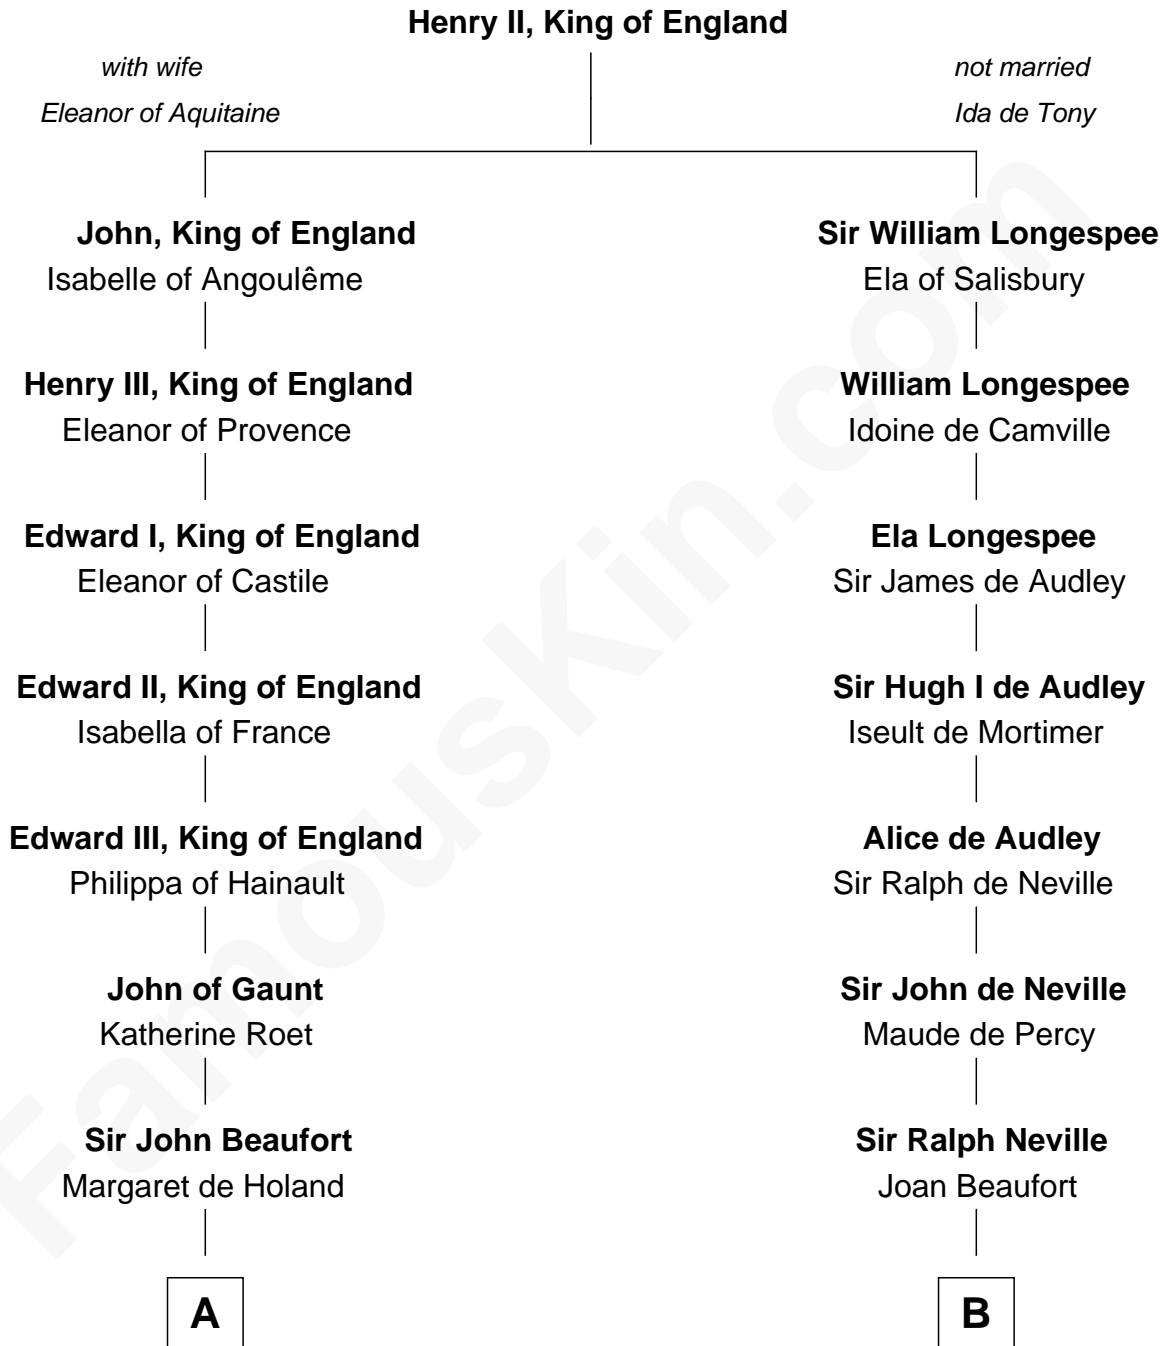 Henry II, King of England
with wife
Eleanor of Aquitaine
not married
Ida de Tony
John, King of England
Isabelle of Angoulême
Sir William Longespee
Ela of Salisbury
Henry III, King of England
Eleanor of Provence
William Longespee
Idoine de Camville
Edward I, King of England
Eleanor of Castile
Ela Longespee
Sir James de Audley
Edward II, King of England
Isabella of France
Sir Hugh I de Audley
Iseult de Mortimer
Edward III, King of England
Philippa of Hainault
Alice de Audley
Sir Ralph de Neville
John of Gaunt
Katherine Roet
Sir John de Neville
Maude de Percy
Sir John Beaufort
Margaret de Holand
Sir Ralph Neville
Joan Beaufort
A
B
FamousKin.com